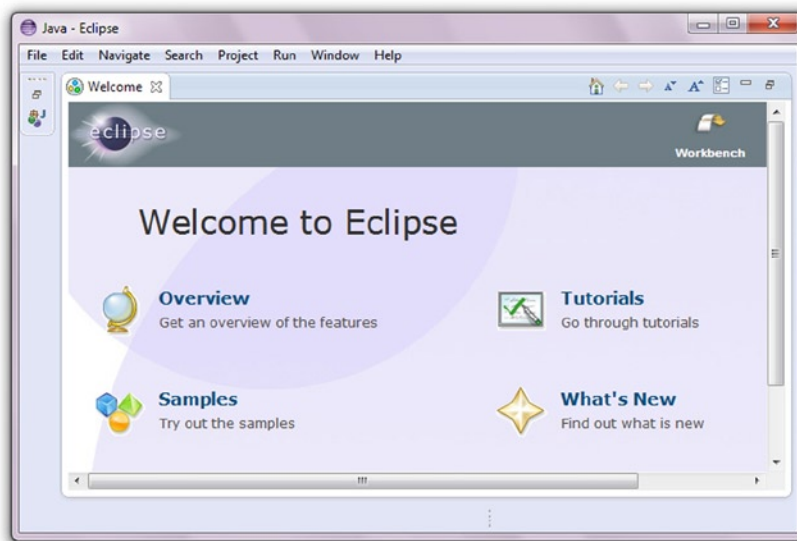 Java - Eclipse
File Edit Navigate Search Project Run Window Help
Welcome
eclipse
Workbench
Welcome to Eclipse
Overview
Get an overview of the features
Tutorials
Go through tutorials
Samples
Try out the samples
What's New
Find out what is new